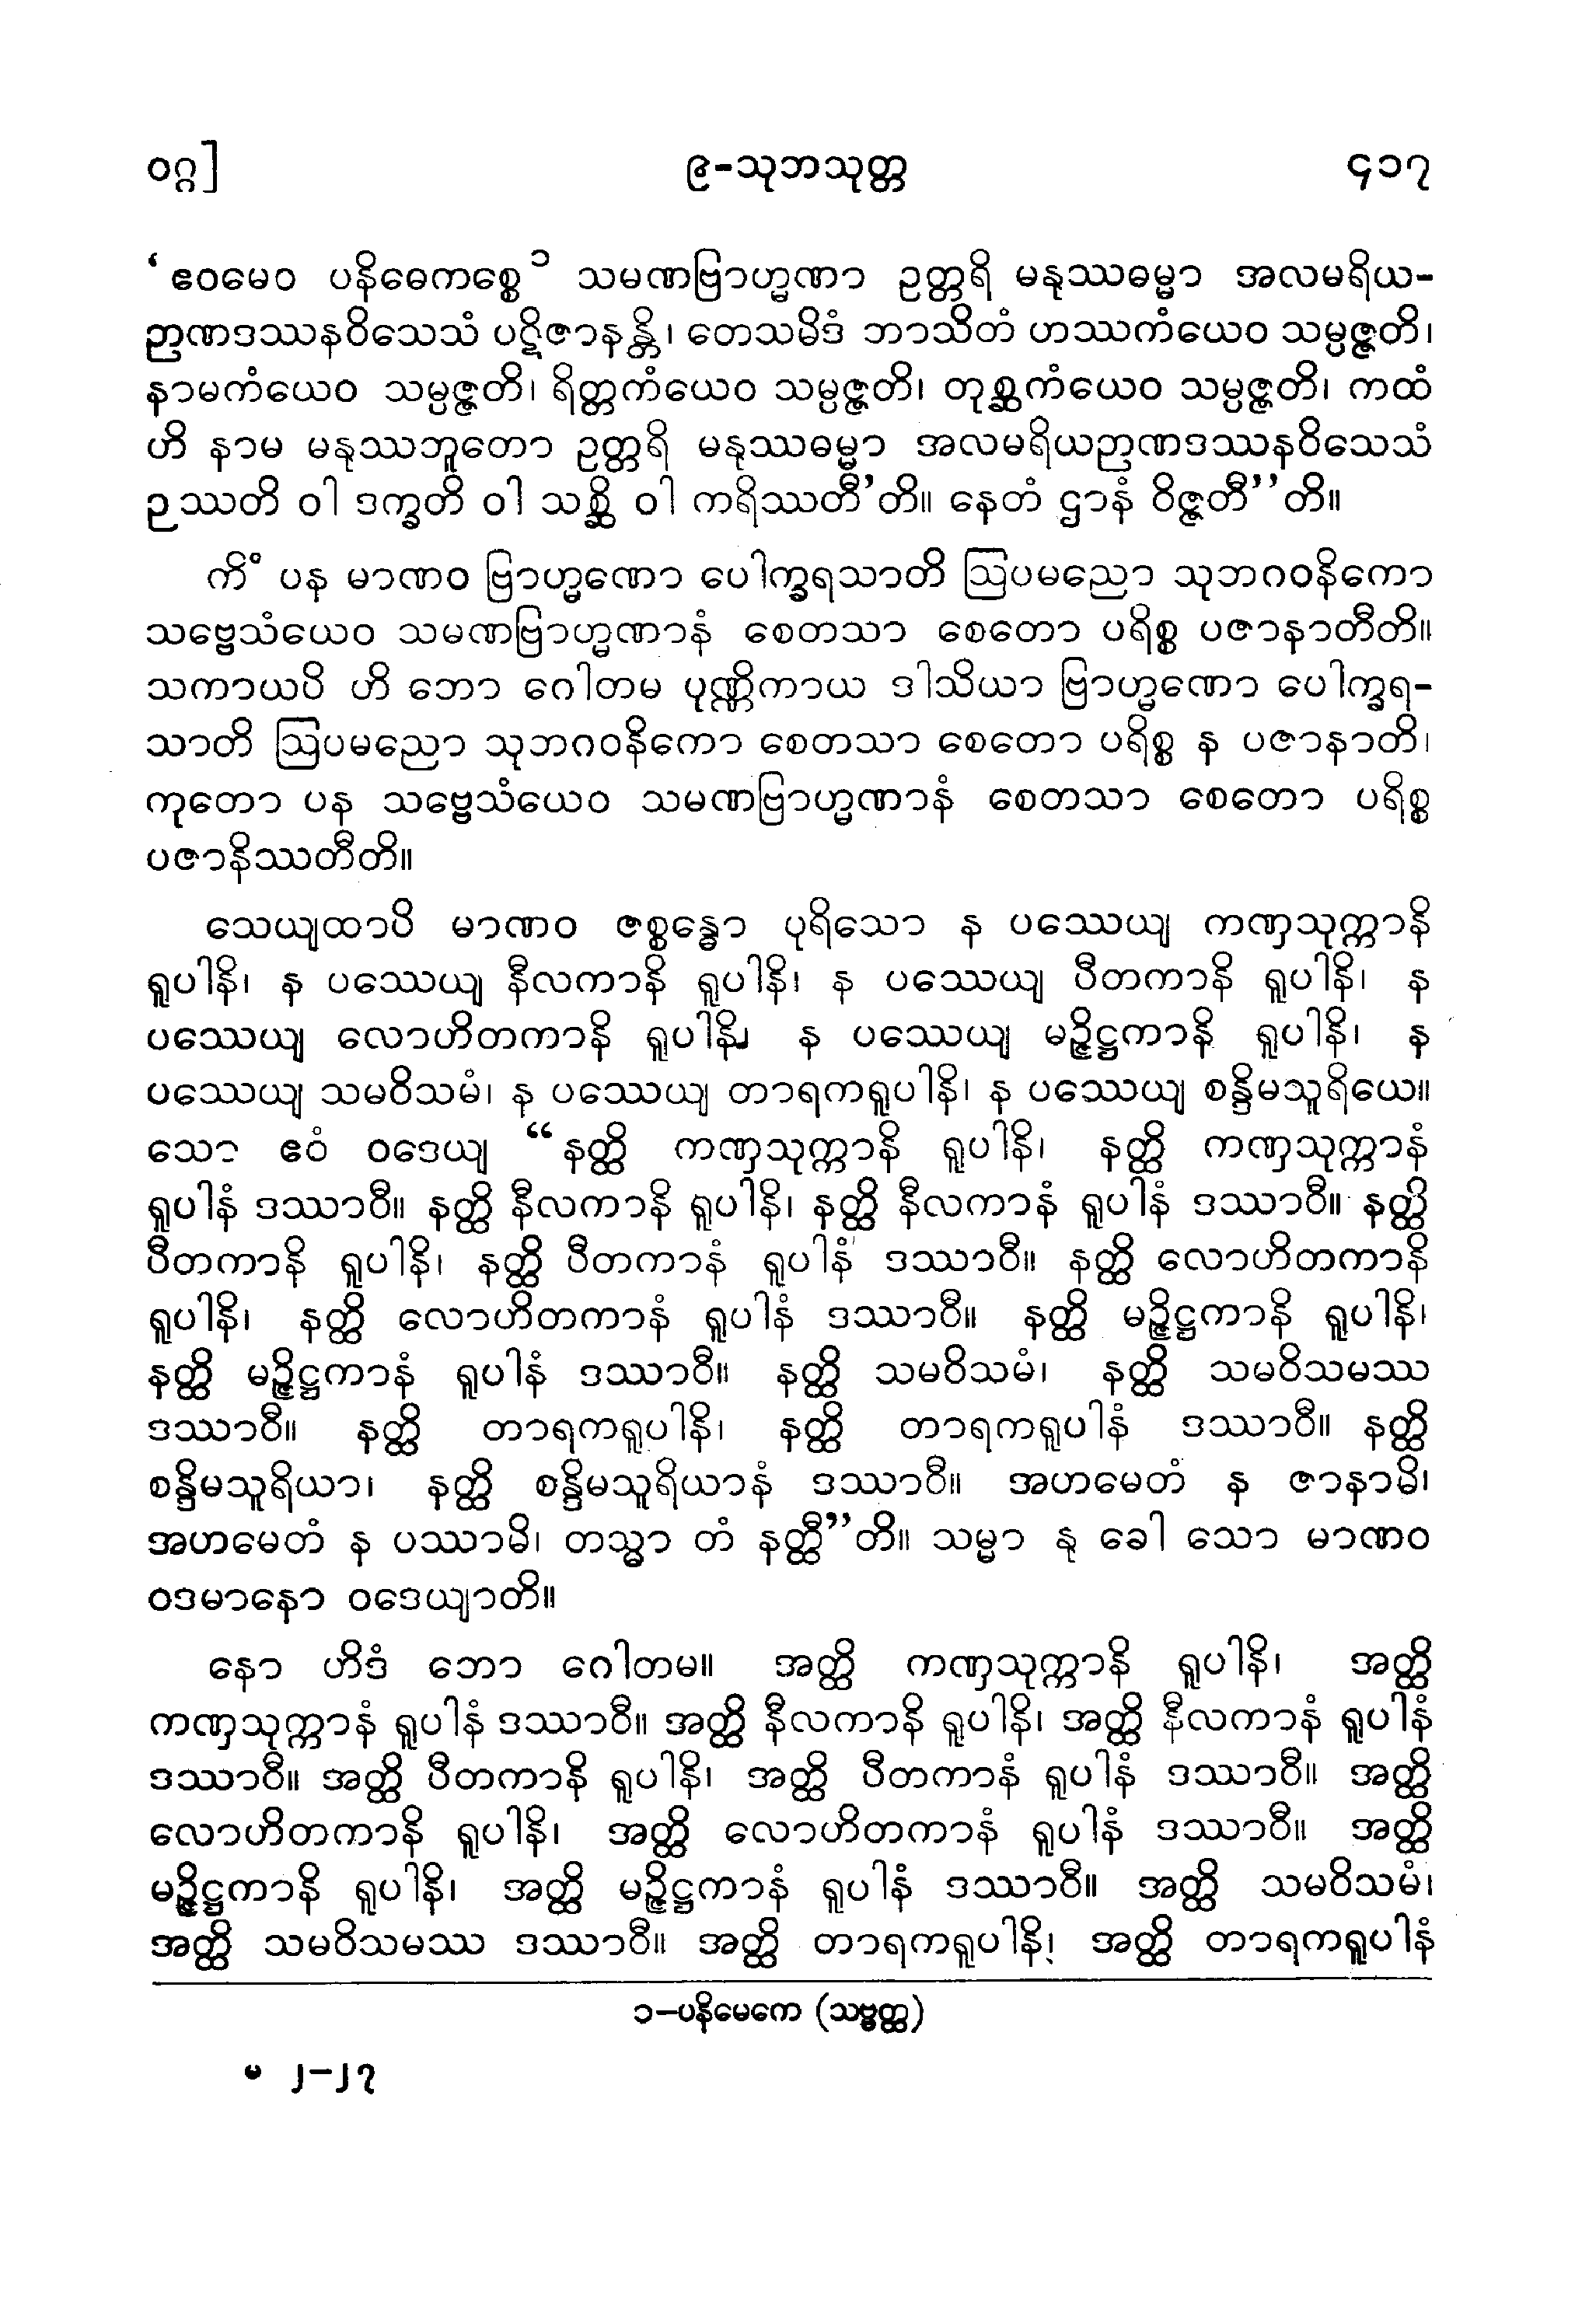 ဝဂ္ဂ]	၉-သုဘသုတ္တ	၄၁၇
‘ဧဝမေဝ ပနိဓေကစ္စေ ၁ သမဏဗြာဟ္မဏာ ဥတ္တရိ မနုဿဓမ္မာ အလမရိယ-
ဉာဏဒဿနဝိသေသံ ပဋိဇာနန္တိ၊ တေသမိဒံ ဘာသိတံ ဟဿကံယေဝ သမ္ပဇ္ဇတိ၊
နာမကံယေဝ သမ္ပဇ္ဇတိ၊ ရိတ္တကံယေဝ သမ္ပဇ္ဇတိ၊ တုစ္ဆကံယေဝ သမ္ပဇ္ဇတိ၊ ကထံ
ဟိ နာမ မနုဿဘူတော ဥတ္တရိ မနုဿဓမ္မာ အလမရိယဉာဏဒဿနဝိသေသံ
ဉဿတိ ဝါ ဒက္ခတိ ဝါ သစ္ဆိ ဝါ ကရိဿတီ’တိ။ နေတံ ဌာနံ ဝိဇ္ဇတီ’’တိ။
ကိံ ပန မာဏဝ ဗြာဟ္မဏော ပေါက္ခရသာတိ ဩပမညော သုဘဂဝနိကော
သဗ္ဗေသံယေဝ သမဏဗြာဟ္မဏာနံ စေတသာ စေတော ပရိစ္စ ပဇာနာတီတိ။
သကာယပိ ဟိ ဘော ဂေါတမ ပုဏ္ဏိကာယ ဒါသိယာ ဗြာဟ္မဏော ပေါက္ခရ-
သာတိ ဩပမညော သုဘဂဝနိကော စေတသာ စေတော ပရိစ္စ န ပဇာနာတိ၊
ကုတော ပန သဗ္ဗေသံယေဝ သမဏဗြာဟ္မဏာနံ စေတသာ စေတော ပရိစ္စ
ပဇာနိဿတီတိ။
သေယျထာပိ မာဏဝ ဇစ္စန္ဓော ပုရိသော န ပဿေယျ ကဏှသုက္ကာနိ
ရူပါနိ၊ န ပဿေယျ နီလကာနိ ရူပါနိ၊ န ပဿေယျ ပီတကာနိ ရူပါနိ၊ န
ပဿေယျ လောဟိတကာနိ ရူပါနိ၊ န ပဿေယျ မဉ္ဇိဋ္ဌကာနိ ရူပါနိ၊ န
ပဿေယျ သမဝိသမံ၊ န ပဿေယျ တာရကရူပါနိ၊ န ပဿေယျ စန္ဒိမသူရိယေ။
သော ဧဝံ ဝဒေယျ “နတ္ထိ ကဏှသုက္ကာနိ ရူပါနိ၊ နတ္ထိ ကဏှသုက္ကာနံ
ရူပါနံ ဒဿာဝီ။ နတ္ထိ နီလကာနိ ရူပါနိ၊ နတ္ထိ နီလကာနံ ရူပါနံ ဒဿာဝီ။ နတ္ထိ
ပီတကာနိ ရူပါနိ၊ နတ္ထိ ပီတကာနံ ရူပါနံ ဒဿာဝီ။ နတ္ထိ လောဟိတကာနိ
ရူပါနိ၊ နတ္ထိ လောဟိတကာနံ ရူပါနံ ဒဿာဝီ။ နတ္ထိ မဉ္ဇိဋ္ဌကာနိ ရူပါနိ၊
နတ္ထိ မဉ္ဇိဋ္ဌကာနံ ရူပါနံ ဒဿာဝီ။ နတ္ထိ သမဝိသမံ၊ နတ္ထိ သမဝိသမဿ
ဒဿာဝီ။ နတ္ထိ တာရကရူပါနိ၊ နတ္ထိ တာရကရူပါနံ ဒဿာဝီ။ နတ္ထိ
စန္ဒိမသူရိယာ၊ နတ္ထိ စန္ဒိမသူရိယာနံ ဒဿာဝီ။ အဟမေတံ န ဇာနာမိ၊
အဟမေတံ န ပဿာမိ၊ တသ္မာ တံ နတ္ထီ”တိ။ သမ္မာ နု ခေါ သော မာဏဝ
ဝဒမာနော ဝဒေယျာတိ။
နော ဟိဒံ ဘော ဂေါတမ။ အတ္ထိ ကဏှသုက္ကာနိ ရူပါနိ၊ အတ္ထိ
ကဏှသုက္ကာနံ ရူပါနံ ဒဿာဝီ။ အတ္ထိ နီလကာနိ ရူပါနိ၊ အတ္ထိ နီလကာနံ ရူပါနံ
ဒဿာဝီ။ အတ္ထိ ပီတကာနိ ရူပါနိ၊ အတ္ထိ ပီတကာနံ ရူပါနံ ဒဿာဝီ။ အတ္ထိ
လောဟိတကာနိ ရူပါနိ၊ အတ္ထိ လောဟိတကာနံ ရူပါနံ ဒဿာဝီ။ အတ္ထိ
မဉ္ဇိဋ္ဌကာနိ ရူပါနိ၊ အတ္ထိ မဉ္ဇိဋ္ဌကာနံ ရူပါနံ ဒဿာဝီ။ အတ္ထိ သမဝိသမံ၊
အတ္ထိ သမဝိသမဿ ဒဿာဝီ။ အတ္ထိ တာရကရူပါနိ၊ အတ္ထိ တာရကရူပါနံ
၁–ပနိမေကေ (သဗ္ဗတ္ထ)
မ ၂–၂၇